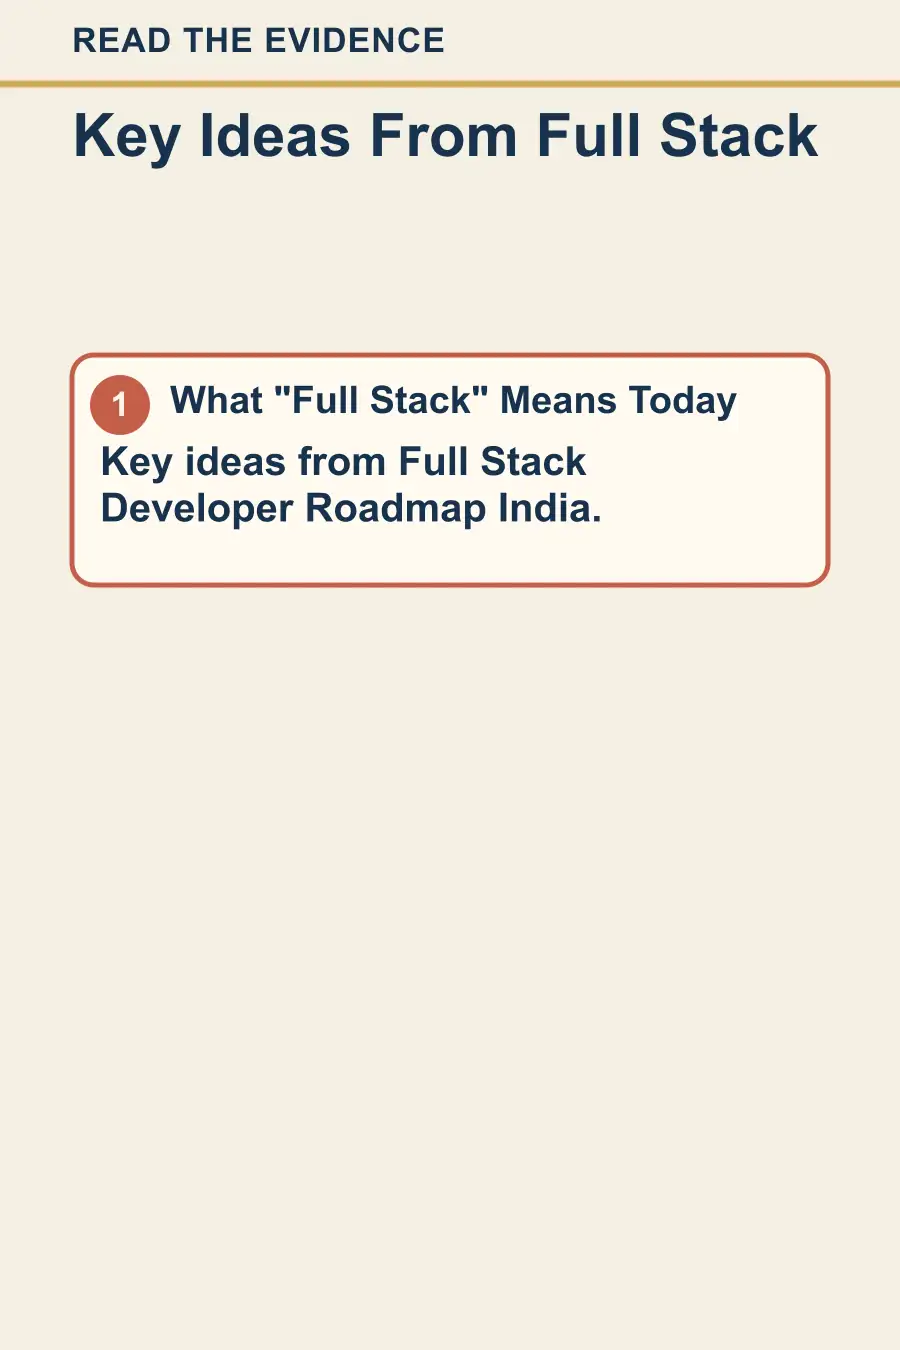 READ THE EVIDENCE
Key Ideas From Full Stack
1 What "Full Stack" Means Today
Key ideas from Full Stack
Developer Roadmap India.